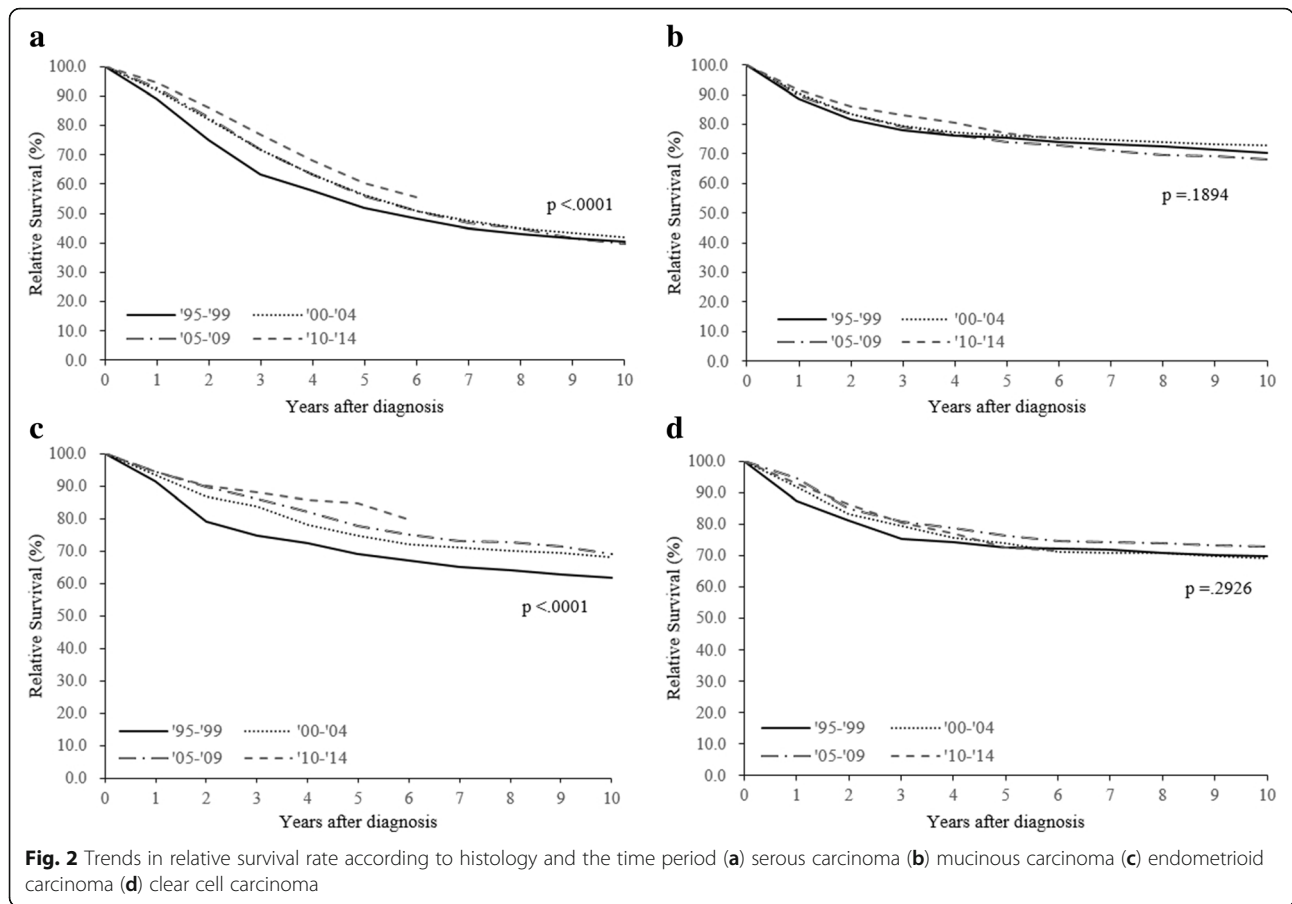 a
100.0
90.0
80.0
70.0
60.0
50.0
40.0
30.0
20.0
10.0
0.0
Relative Survival (%)
p <.0001
'95-'99 '00-'04
'05-'09 '10-'14
0 1 2 3 4 5 6 7 8 9 10
Years after diagnosis
b
100.0
90.0
80.0
70.0
60.0
50.0
40.0
30.0
20.0
10.0
0.0
Relative Survival (%)
p =.1894
'95-'99 '00-'04
'05-'09 '10-'14
0 1 2 3 4 5 6 7 8 9 10
Years after diagnosis
c
100.0
90.0
80.0
70.0
60.0
50.0
40.0
30.0
20.0
10.0
0.0
Relative Survival (%)
p <.0001
'95-'99 '00-'04
'05-'09 '10-'14
0 1 2 3 4 5 6 7 8 9 10
Years after diagnosis
d
100.0
90.0
80.0
70.0
60.0
50.0
40.0
30.0
20.0
10.0
0.0
Relative Survival (%)
p =.2926
'95-'99 '00-'04
'05-'09 '10-'14
0 1 2 3 4 5 6 7 8 9 10
Years after diagnosis
Fig. 2 Trends in relative survival rate according to histology and the time period (a) serous carcinoma (b) mucinous carcinoma (c) endometrioid
carcinoma (d) clear cell carcinoma